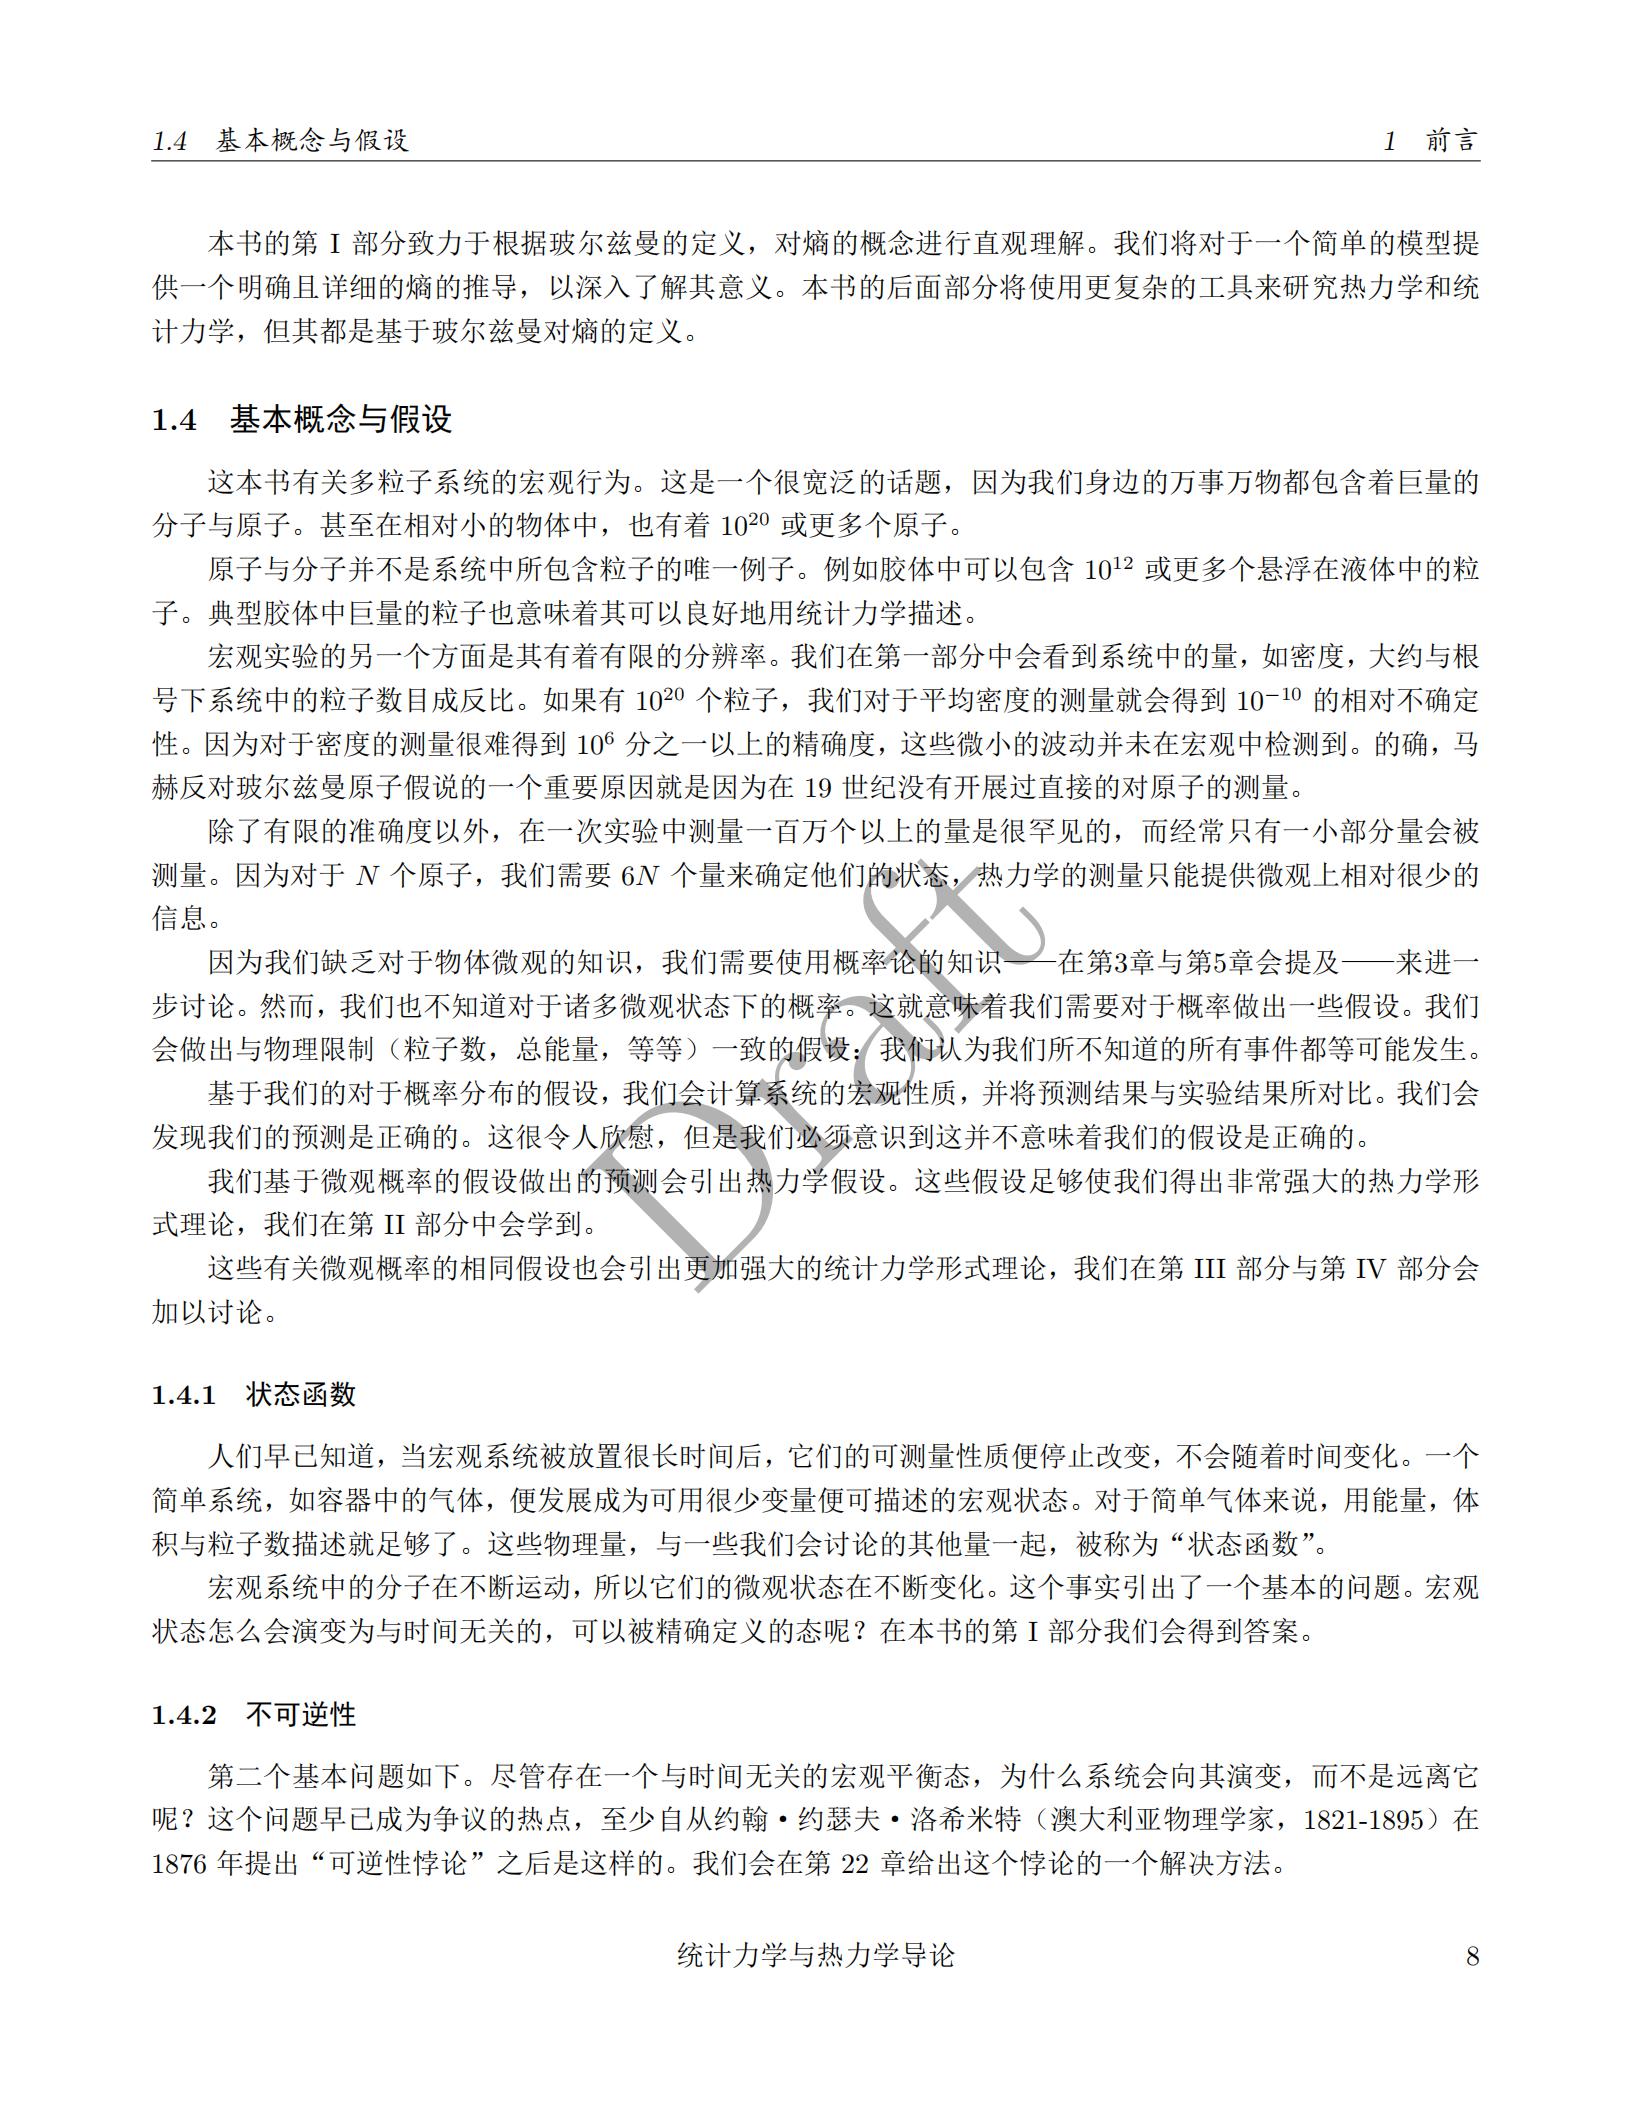 1.4 基本概念与假设 1 前言
本书的第 I 部分致力于根据玻尔兹曼的定义，对熵的概念进行直观理解。我们将对于一个简单的模型提
供一个明确且详细的熵的推导，以深入了解其意义。本书的后面部分将使用更复杂的工具来研究热力学和统
计力学，但其都是基于玻尔兹曼对熵的定义。
1.4 基本概念与假设
这本书有关多粒子系统的宏观行为。这是一个很宽泛的话题，因为我们身边的万事万物都包含着巨量的
分子与原子。甚至在相对小的物体中，也有着 10²⁰ 或更多个原子。
原子与分子并不是系统中所包含粒子的唯一例子。例如胶体中可以包含 10¹² 或更多个悬浮在液体中的粒
子。典型胶体中巨量的粒子也意味着其可以良好地用统计力学描述。
宏观实验的另一个方面是其有着有限的分辨率。我们在第一部分中会看到系统中的量，如密度，大约与根
号下系统中的粒子数目成反比。如果有 10²⁰ 个粒子，我们对于平均密度的测量就会得到 10⁻¹⁰ 的相对不确定
性。因为对于密度的测量很难得到 10⁶ 分之一以上的精确度，这些微小的波动并未在宏观中检测到。的确，马
赫反对玻尔兹曼原子假说的一个重要原因就是因为在 19 世纪没有开展过直接的对原子的测量。
除了有限的准确度以外，在一次实验中测量一百万个以上的量是很罕见的，而经常只有一小部分量会被
测量。因为对于 N 个原子，我们需要 6N 个量来确定他们的状态，热力学的测量只能提供微观上相对很少的
信息。
因为我们缺乏对于物体微观的知识，我们需要使用概率论的知识——在第3章与第5章会提及——来进一
步讨论。然而，我们也不知道对于诸多微观状态下的概率。这就意味着我们需要对于概率做出一些假设。我们
会做出与物理限制（粒子数，总能量，等等）一致的假设：我们认为我们所不知道的所有事件都等可能发生。
基于我们的对于概率分布的假设，我们会计算系统的宏观性质，并将预测结果与实验结果所对比。我们会
发现我们的预测是正确的。这很令人欣慰，但是我们必须意识到这并不意味着我们的假设是正确的。
我们基于微观概率的假设做出的预测会引出热力学假设。这些假设足够使我们得出非常强大的热力学形
式理论，我们在第 II 部分中会学到。
这些有关微观概率的相同假设也会引出更加强大的统计力学形式理论，我们在第 III 部分与第 IV 部分会
加以讨论。
Draft
1.4.1 状态函数
人们早已知道，当宏观系统被放置很长时间后，它们的可测量性质便停止改变，不会随着时间变化。一个
简单系统，如容器中的气体，便发展成为可用很少变量便可描述的宏观状态。对于简单气体来说，用能量，体
积与粒子数描述就足够了。这些物理量，与一些我们会讨论的其他量一起，被称为“状态函数”。
宏观系统中的分子在不断运动，所以它们的微观状态在不断变化。这个事实引出了一个基本的问题。宏观
状态怎么会演变为与时间无关的，可以被精确定义的态呢？在本书的第 I 部分我们会得到答案。
1.4.2 不可逆性
第二个基本问题如下。尽管存在一个与时间无关的宏观平衡态，为什么系统会向其演变，而不是远离它
呢？这个问题早已成为争议的热点，至少自从约翰·约瑟夫·洛希米特（澳大利亚物理学家，1821-1895）在
1876 年提出“可逆性悖论”之后是这样的。我们会在第 22 章给出这个悖论的一个解决方法。
统计力学与热力学导论 8